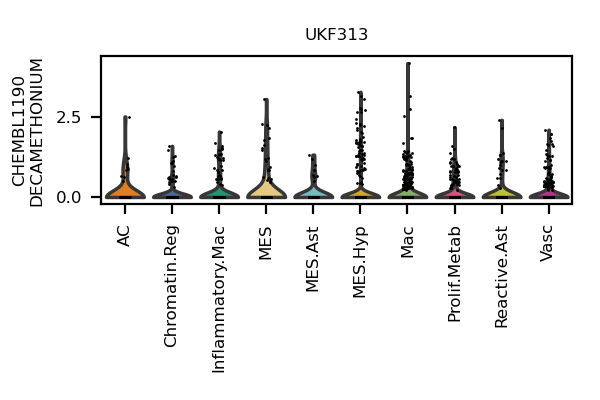 UKF313
CHEMBL1190
DECAMETHONIUM
2.5
0.0
AC
Chromatin.Reg
Inflammatory.Mac
MES
MES.Ast
MES.Hyp
Mac
Prolif.Metab
Reactive.Ast
Vasc